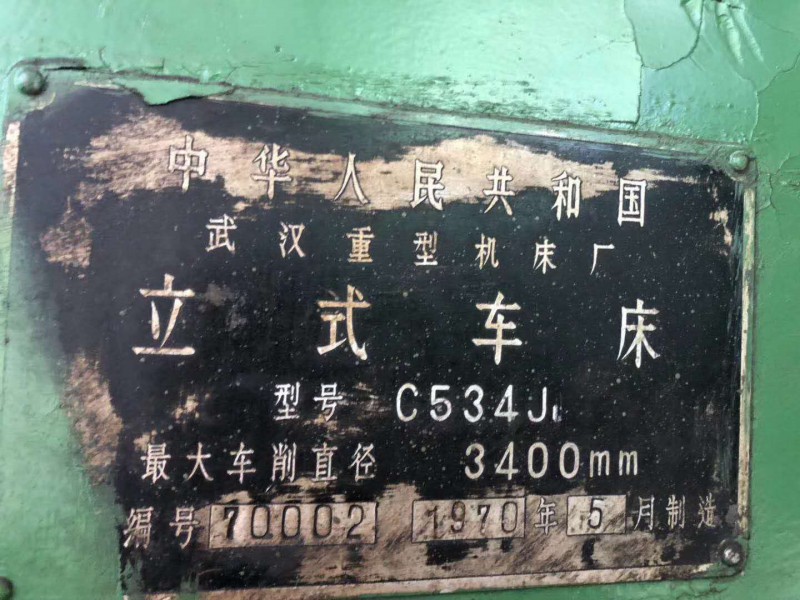 中华人民共和国
武汉重型机床厂
立式车床
型号 C534J₁
最大车削直径 3400mm
编号 70002 1970年5月制造